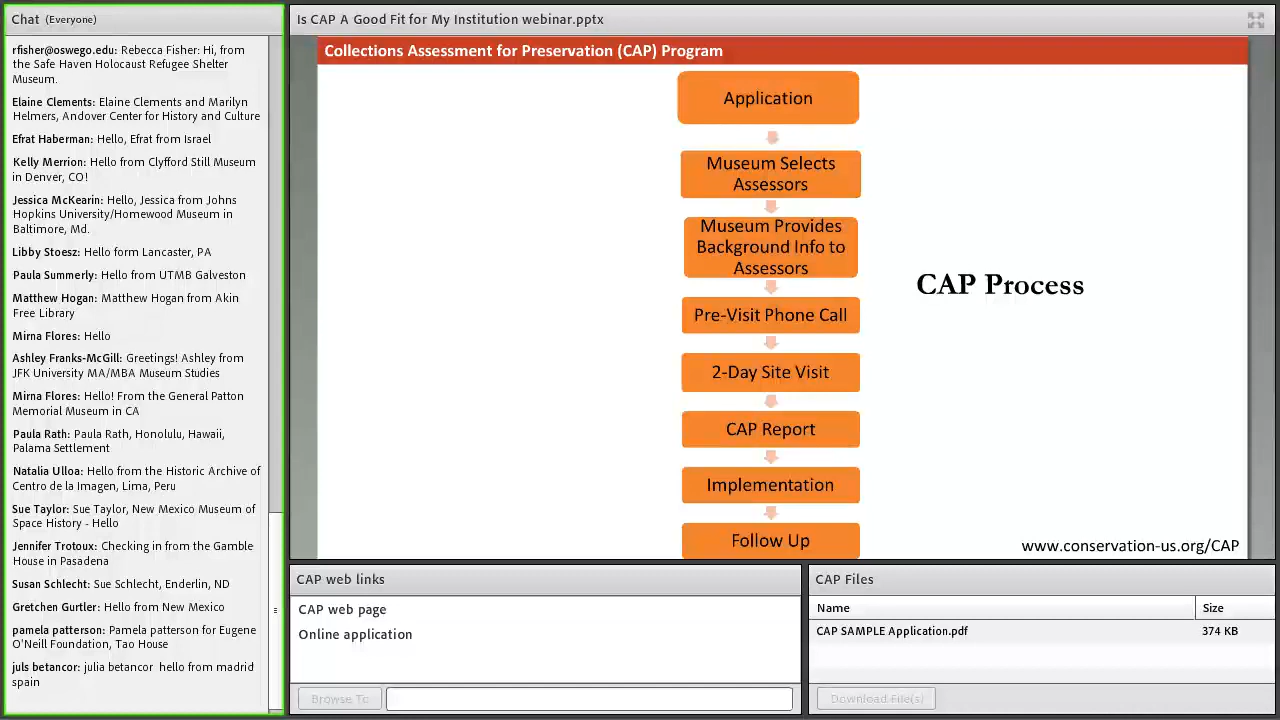 Chat (Everyone)
rfisher@oswego.edu: Rebecca Fisher: Hi, from
the Safe Haven Holocaust Refugee Shelter
Museum.
Elaine Clements: Elaine Clements and Marilyn
Helmers, Andover Center for History and Culture
Efrat Haberman: Hello, Efrat from Israel
Kelly Merrion: Hello from Clyfford Still Museum
in Denver, CO!
Jessica McKearin: Hello, Jessica from Johns
Hopkins University/Homewood Museum in
Baltimore, Md.
Libby Stoesz: Hello form Lancaster, PA
Paula Summerly: Hello from UTMB Galveston
Matthew Hogan: Matthew Hogan from Akin
Free Library
Mirna Flores: Hello
Ashley Franks-McGill: Greetings! Ashley from
JFK University MA/MBA Museum Studies
Mirna Flores: Hello! From the General Patton
Memorial Museum in CA
Paula Rath: Paula Rath, Honolulu, Hawaii,
Palama Settlement
Natalia Ulloa: Hello from the Historic Archive of
Centro de la Imagen, Lima, Peru
Sue Taylor: Sue Taylor, New Mexico Museum of
Space History - Hello
Jennifer Trotoux: Checking in from the Gamble
House in Pasadena
Susan Schlecht: Sue Schlecht, Enderlin, ND
Gretchen Gurtler: Hello from New Mexico
pamela patterson: Pamela patterson for Eugene
O'Neill Foundation, Tao House
juls betancor: julia betancor hello from madrid
spain
Is CAP A Good Fit for My Institution webinar.pptx
Collections Assessment for Preservation (CAP) Program
Application
Museum Selects
Assessors
Museum Provides
Background Info to
Assessors
Pre-Visit Phone Call
2-Day Site Visit
CAP Report
Implementation
Follow Up
CAP Process
www.conservation-us.org/CAP
CAP web links
CAP web page
Online application
Browse To
CAP Files
Name Size
CAP SAMPLE Application.pdf 374 KB
Download File(s)